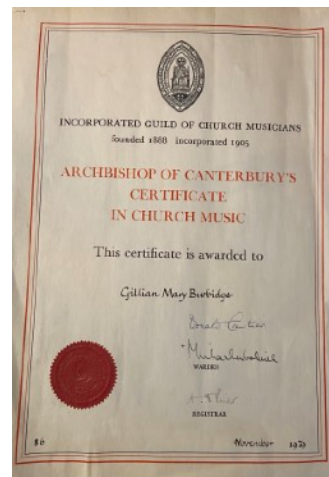 INCORPORATED GUILD OF CHURCH MUSICIANS
founded 1888 incorporated 1905
ARCHBISHOP OF CANTERBURY'S
CERTIFICATE
IN CHURCH MUSIC
This certificate is awarded to
Gillian Mary Burbidge
WARDEN
REGISTRAR
86
November